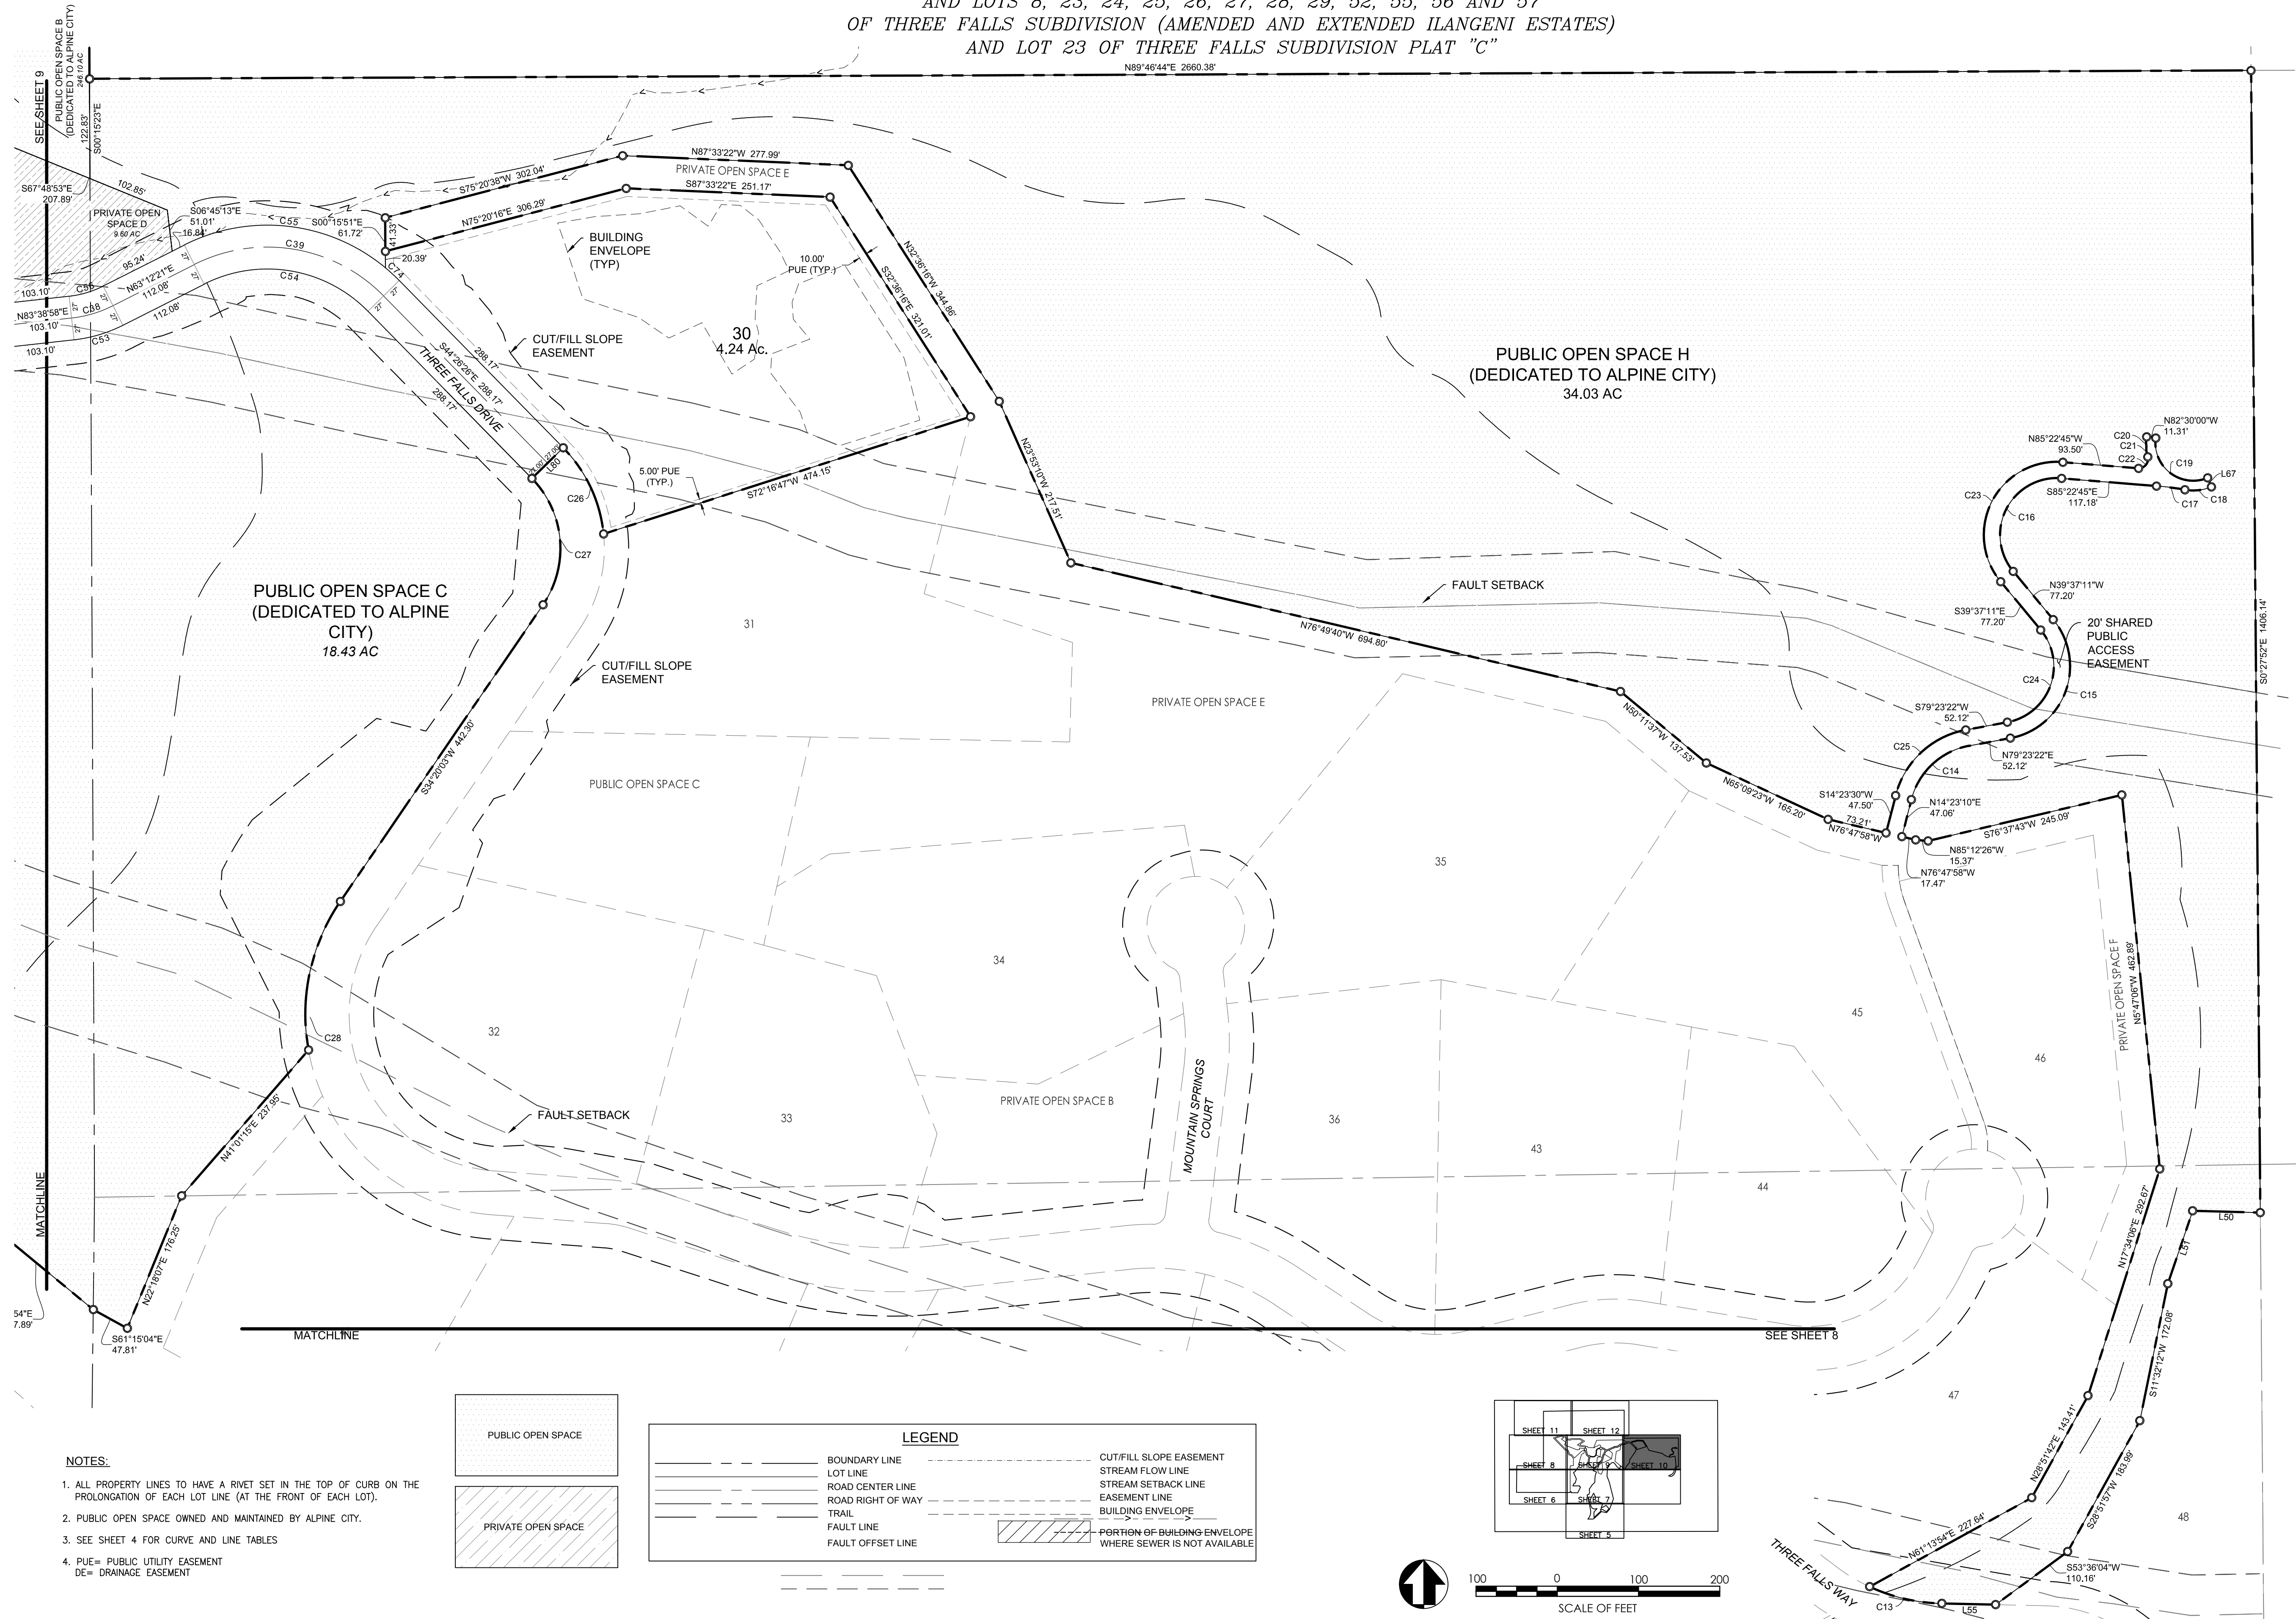 AND LOTS 8, 23, 24, 25, 26, 27, 28, 29, 52, 55, 56 AND 57
OF THREE FALLS SUBDIVISION (AMENDED AND EXTENDED ILANGENI ESTATES)
AND LOT 23 OF THREE FALLS SUBDIVISION PLAT "C"
N89°46'44"E 2660.38'
SEE SHEET 9
PUBLIC OPEN SPACE B
(DEDICATED TO ALPINE CITY)
246.10 AC
122.83'
S00°15'23"E
S67°48'53"E
207.89'
102.85'
PRIVATE OPEN
SPACE D
9.60 AC
S06°45'13"E
51.01'
16.84'
C55
S00°15'51"E
61.72'
41.33'
20.39'
C39
C74
C54
95.24'
N63°12'21"E
112.08'
112.08'
103.10'
C56
C38
N83°38'58"E
103.10'
C53
103.10'
27'
27'
27'
27'
27'
27'
27'
27'
S75°20'38"W 302.04'
N75°20'16"E 306.29'
N87°33'22"W 277.99'
PRIVATE OPEN SPACE E
S87°33'22"E 251.17'
BUILDING
ENVELOPE
(TYP)
10.00'
PUE (TYP.)
N32°36'16"W 344.86'
S32°36'16"E 321.01'
30
4.24 Ac.
CUT/FILL SLOPE
EASEMENT
288.17'
S44°26'26"E 288.17'
THREE FALLS DRIVE
288.17'
27.00'
L80
C26
C27
5.00' PUE
(TYP.)
S72°16'47"W 474.15'
N23°53'10"W 217.51'
PUBLIC OPEN SPACE H
(DEDICATED TO ALPINE CITY)
34.03 AC
N82°30'00"W
11.31'
C20
C21
C22
N85°22'45"W
93.50'
C19
L67
C18
C17
S85°22'45"E
117.18'
C23
C16
N39°37'11"W
77.20'
S39°37'11"E
77.20'
20' SHARED
PUBLIC
ACCESS
EASEMENT
C24
C15
S79°23'22"W
52.12'
C25
N79°23'22"E
52.12'
C14
S14°23'30"W
47.50'
N14°23'10"E
47.06'
S0°27'52"E 1406.14'
FAULT SETBACK
N76°49'40"W 694.80'
PUBLIC OPEN SPACE C
(DEDICATED TO ALPINE
CITY)
18.43 AC
31
CUT/FILL SLOPE
EASEMENT
PRIVATE OPEN SPACE E
N50°11'37"W 137.53'
N65°09'23"W 165.20'
73.21'
N76°47'58"W
S76°37'43"W 245.09'
N85°12'26"W
15.37'
N76°47'58"W
17.47'
S34°20'03"W 442.30'
PUBLIC OPEN SPACE C
35
34
45
46
PRIVATE OPEN SPACE F
N5°47'06"W 462.89'
32
C28
33
PRIVATE OPEN SPACE B
MOUNTAIN SPRINGS
COURT
36
43
44
FAULT SETBACK
N41°01'15"E 237.95'
MATCHLINE
N22°18'07"E 176.25'
54"E
7.89'
S61°15'04"E
47.81'
MATCHLINE
SEE SHEET 8
N17°34'06"E 292.67'
L50
L51
S11°32'12"W 172.08'
47
N28°51'42"E 143.41'
S28°51'57"W 183.99'
48
N61°13'54"E 227.64'
S53°36'04"W
110.16'
THREE FALLS WAY
C13
L55
NOTES:
1. ALL PROPERTY LINES TO HAVE A RIVET SET IN THE TOP OF CURB ON THE
PROLONGATION OF EACH LOT LINE (AT THE FRONT OF EACH LOT).
2. PUBLIC OPEN SPACE OWNED AND MAINTAINED BY ALPINE CITY.
3. SEE SHEET 4 FOR CURVE AND LINE TABLES
4. PUE= PUBLIC UTILITY EASEMENT
DE= DRAINAGE EASEMENT
PUBLIC OPEN SPACE
PRIVATE OPEN SPACE
LEGEND
BOUNDARY LINE
LOT LINE
ROAD CENTER LINE
ROAD RIGHT OF WAY
TRAIL
FAULT LINE
FAULT OFFSET LINE
CUT/FILL SLOPE EASEMENT
STREAM FLOW LINE
STREAM SETBACK LINE
EASEMENT LINE
BUILDING ENVELOPE
PORTION OF BUILDING ENVELOPE
WHERE SEWER IS NOT AVAILABLE
SHEET 11
SHEET 12
SHEET 8
SHEET 9
SHEET 10
SHEET 6
SHEET 7
SHEET 5
100 0 100 200
SCALE OF FEET